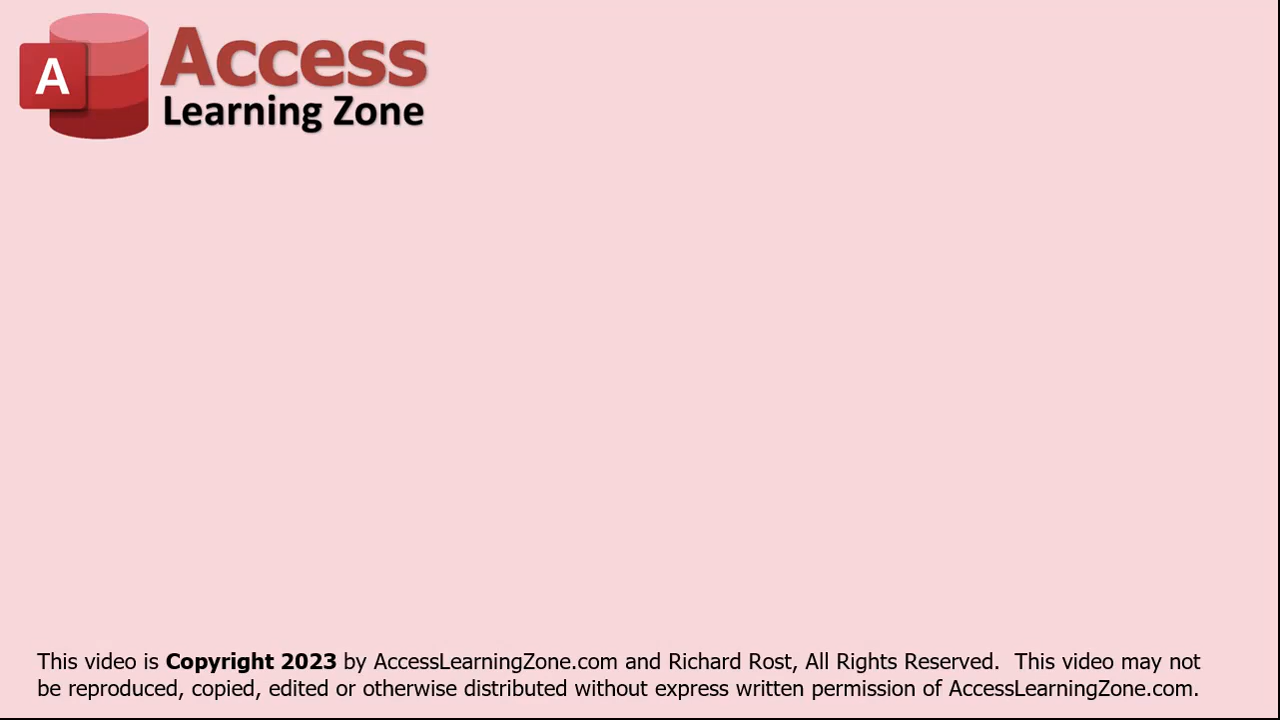 A
Access
Learning Zone
This video is Copyright 2023 by AccessLearningZone.com and Richard Rost, All Rights Reserved.  This video may not
be reproduced, copied, edited or otherwise distributed without express written permission of AccessLearningZone.com.